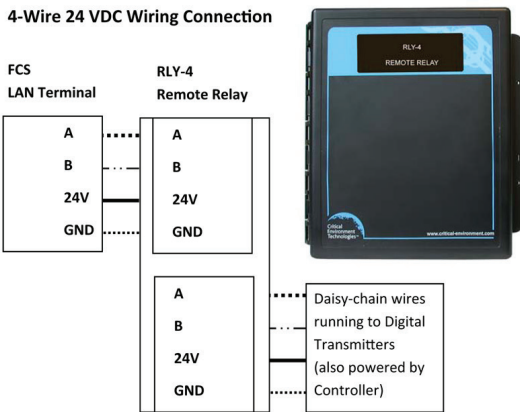 4-Wire 24 VDC Wiring Connection
FCS
LAN Terminal
RLY-4
Remote Relay
A
B
24V
GND
A
B
24V
GND
A
B
24V
GND
Daisy-chain wires
running to Digital
Transmitters
(also powered by
Controller)
RLY-4
REMOTE RELAY
Critical
Environment
Technologies
www.critical-environment.com